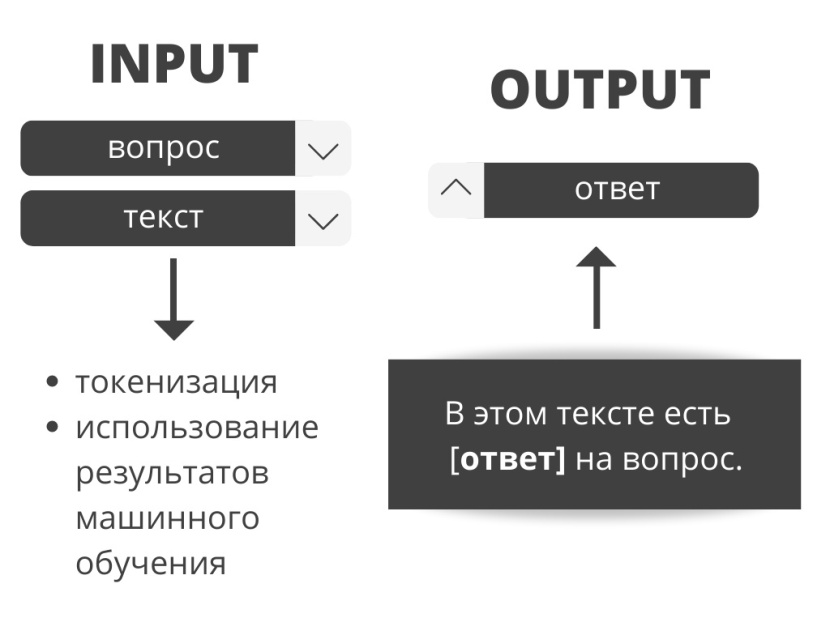 INPUT
вопрос
текст
• токенизация
• использование
результатов
машинного
обучения
OUTPUT
ответ
В этом тексте есть
[ответ] на вопрос.